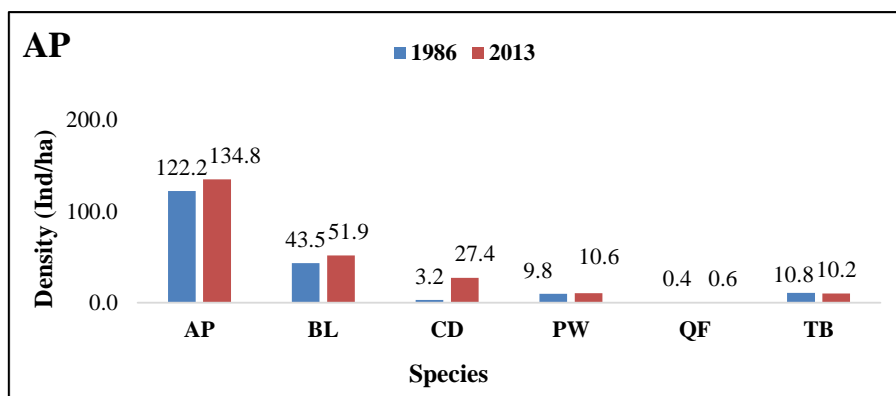 AP
1986 2013
Density (Ind/ha)
200.0
100.0
0.0
122.2 134.8
43.5 51.9
3.2 27.4
9.8 10.6
0.4 0.6
10.8 10.2
AP BL CD PW QF TB
Species